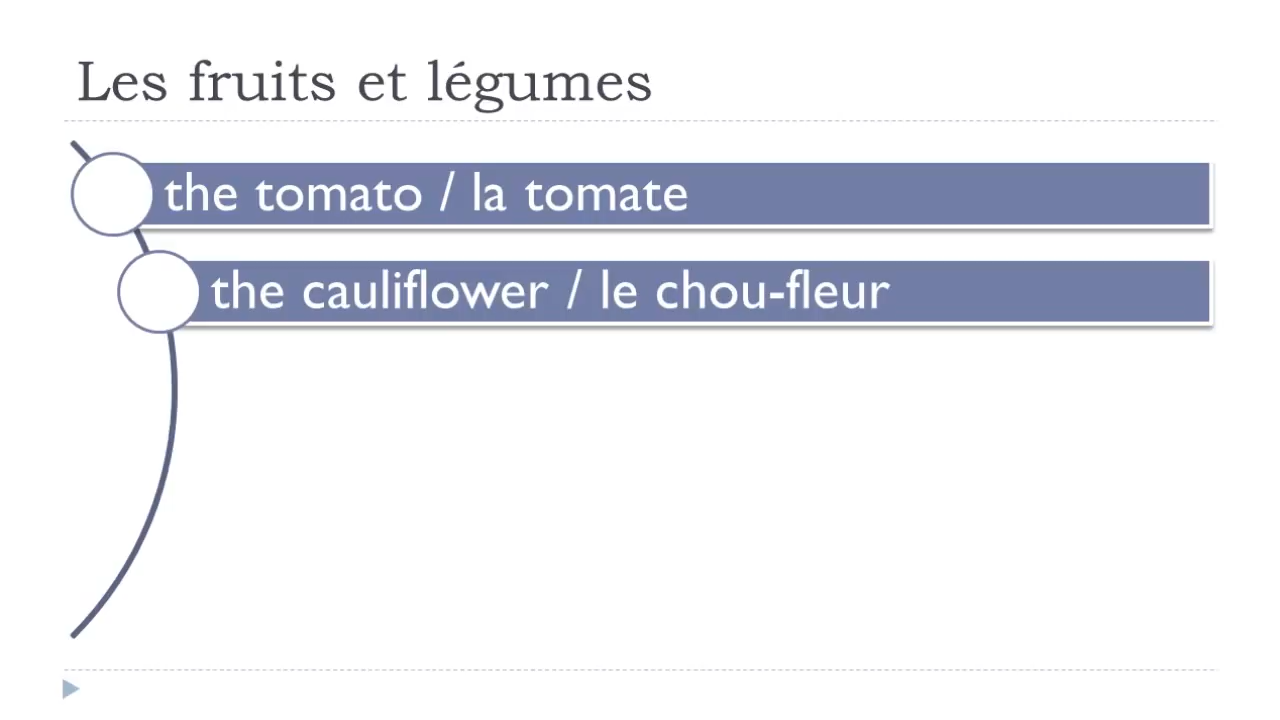 Les fruits et légumes
the tomato / la tomate
the cauliflower / le chou-fleur